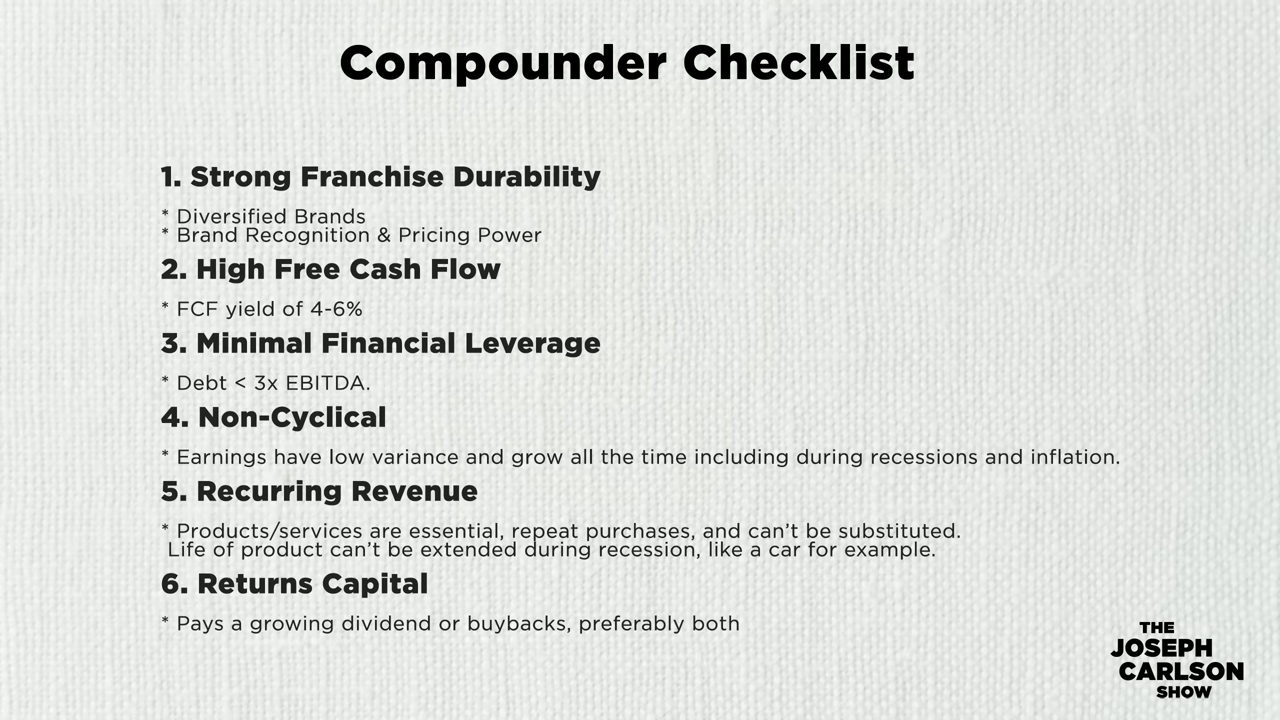 Compounder Checklist
1. Strong Franchise Durability
* Diversified Brands
* Brand Recognition & Pricing Power
2. High Free Cash Flow
* FCF yield of 4-6%
3. Minimal Financial Leverage
* Debt < 3x EBITDA.
4. Non-Cyclical
* Earnings have low variance and grow all the time including during recessions and inflation.
5. Recurring Revenue
* Products/services are essential, repeat purchases, and can’t be substituted.
Life of product can’t be extended during recession, like a car for example.
6. Returns Capital
* Pays a growing dividend or buybacks, preferably both
THE
JOSEPH
CARLSON
SHOW